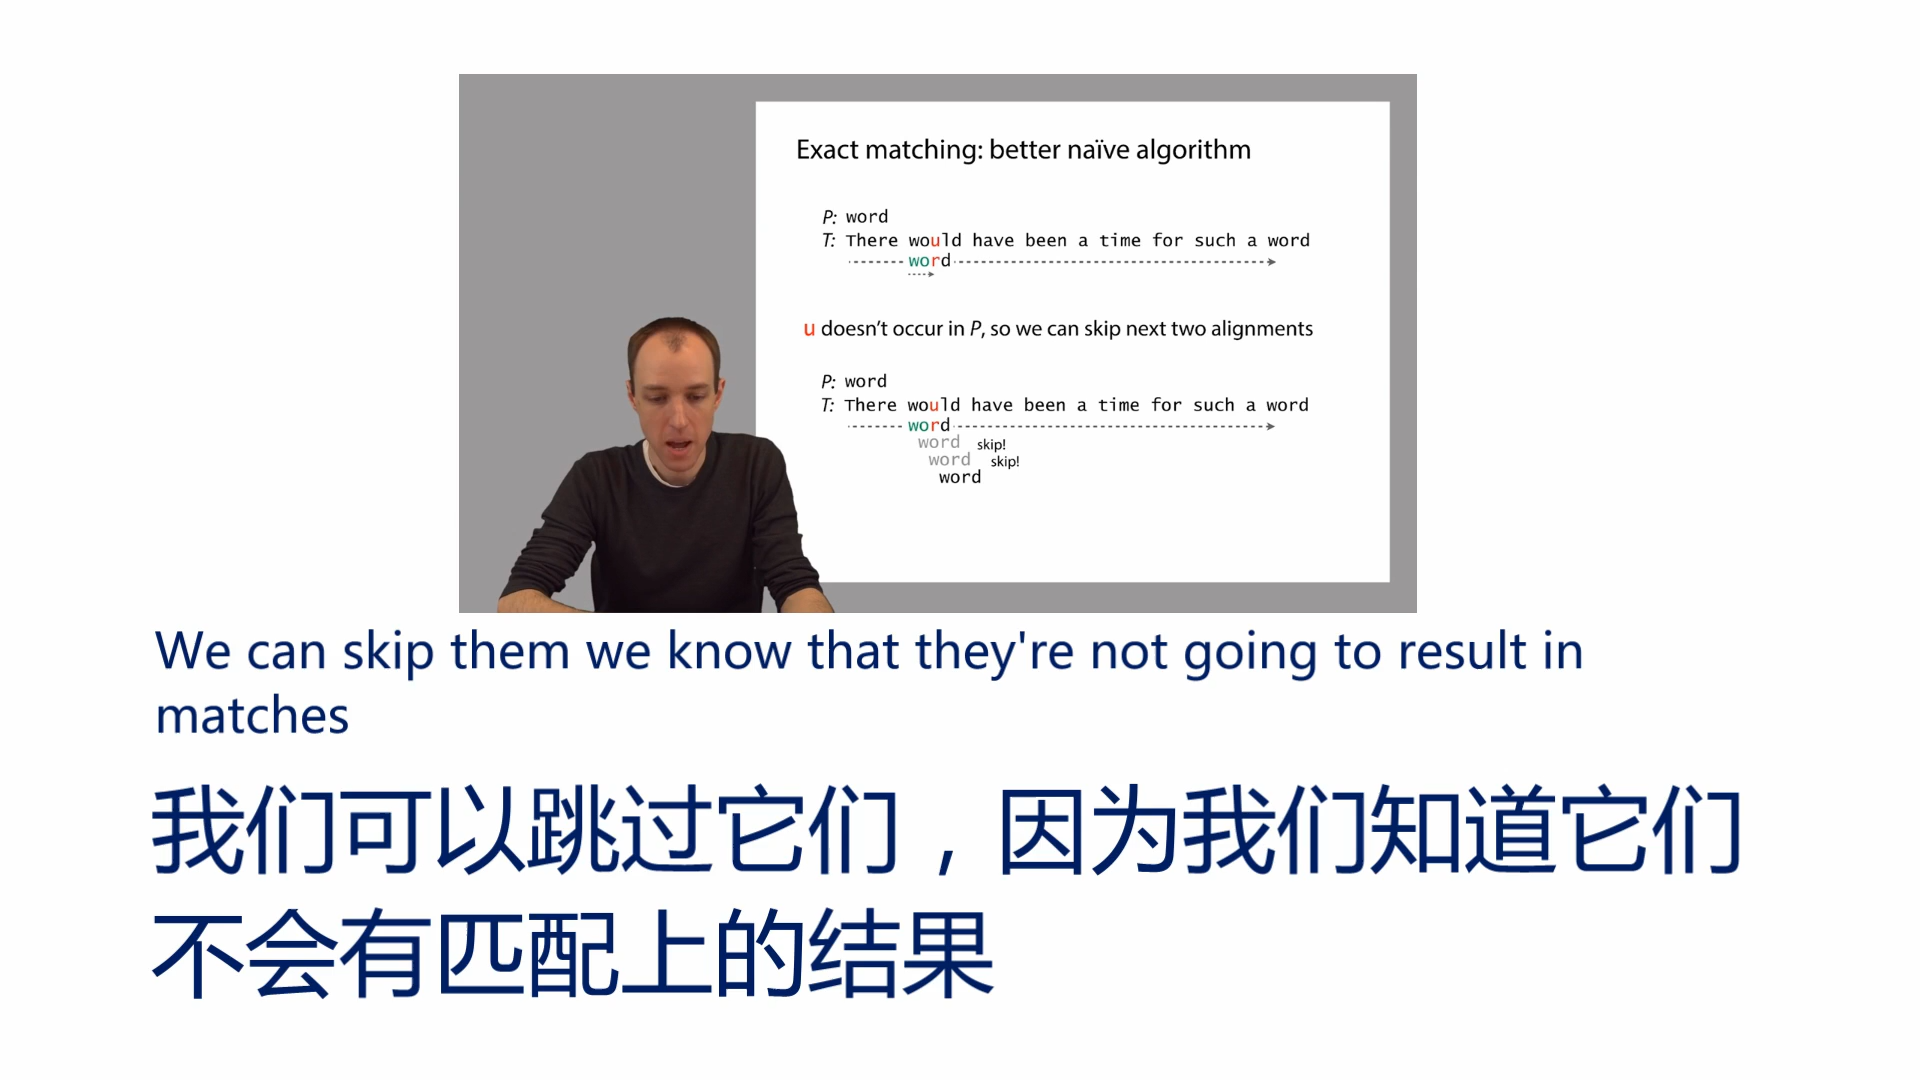 Exact matching: better naïve algorithm
P: word
T: There would have been a time for such a word
word
u doesn't occur in P, so we can skip next two alignments
P: word
T: There would have been a time for such a word
word
word skip!
word skip!
word
We can skip them we know that they're not going to result in
matches
我们可以跳过它们，因为我们知道它们
不会有匹配上的结果